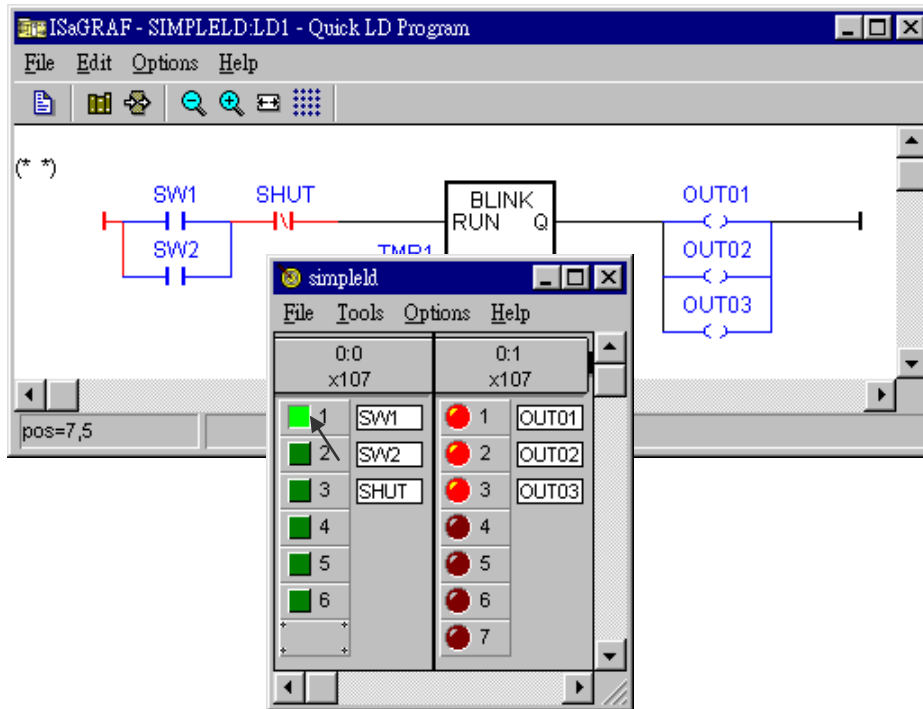 ISaGRAF - SIMPLELD:LD1 - Quick LD Program
File Edit Options Help
(* *)
SW1 SHUT BLINK OUT01
RUN Q
SW2 TMR1 OUT02
OUT03
simpleld
File Tools Options Help
0:0 0:1
x107 x107
1 SW1 1 OUT01
2 SW2 2 OUT02
3 SHUT 3 OUT03
4 4
5 5
6 6
7
pos=7,5